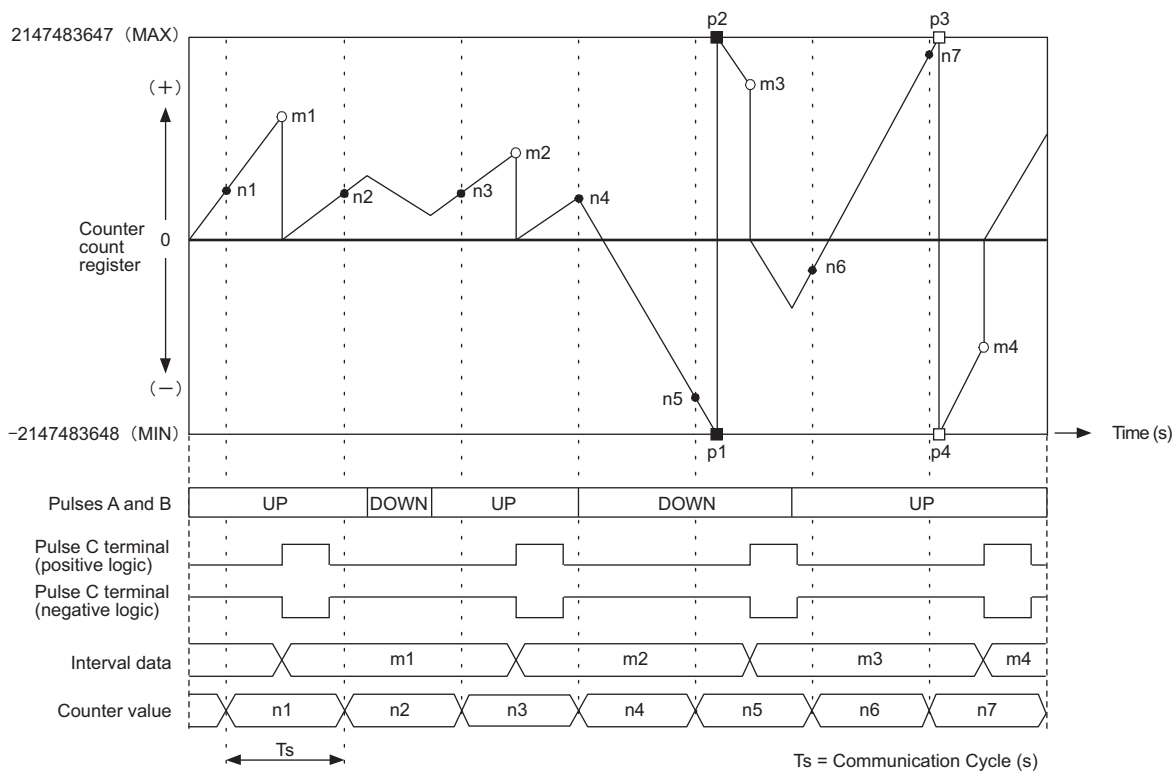 p2
p3
2147483647 (MAX)
n7
(+)
m3
m1
m2
n1
n2
n3
n4
Counter
count
register
0
n6
m4
(−)
n5
−2147483648 (MIN)
Time (s)
p1
p4
Pulses A and B
UP
DOWN
UP
DOWN
UP
Pulse C terminal
(positive logic)
Pulse C terminal
(negative logic)
Interval data
m1
m2
m3
m4
Counter value
n1
n2
n3
n4
n5
n6
n7
Ts
Ts = Communication Cycle (s)